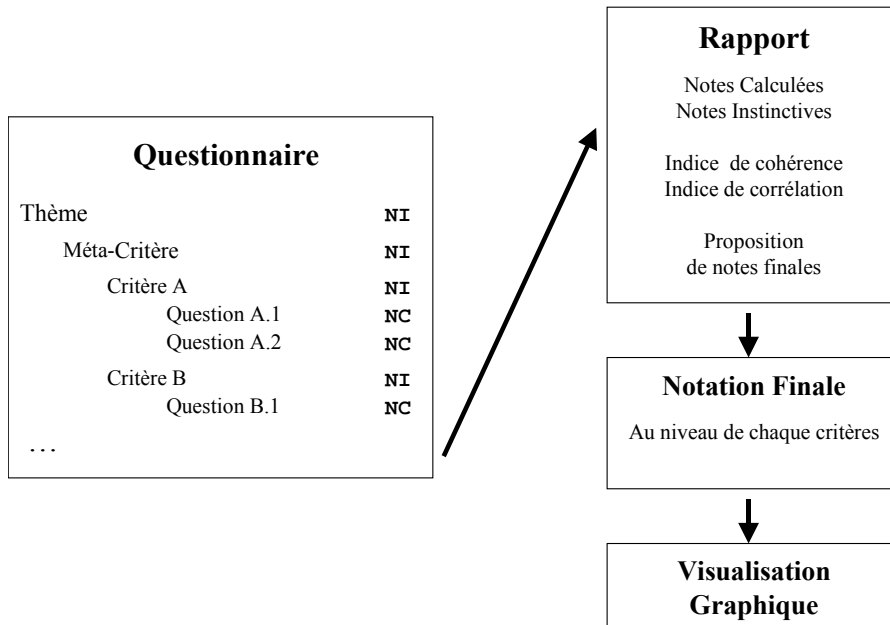 Questionnaire
Thème NI
Méta-Critère NI
Critère A NI
Question A.1 NC
Question A.2 NC
Critère B NI
Question B.1 NC
...
Rapport
Notes Calculées
Notes Instinctives
Indice de cohérence
Indice de corrélation
Proposition
de notes finales
Notation Finale
Au niveau de chaque critères
Visualisation
Graphique